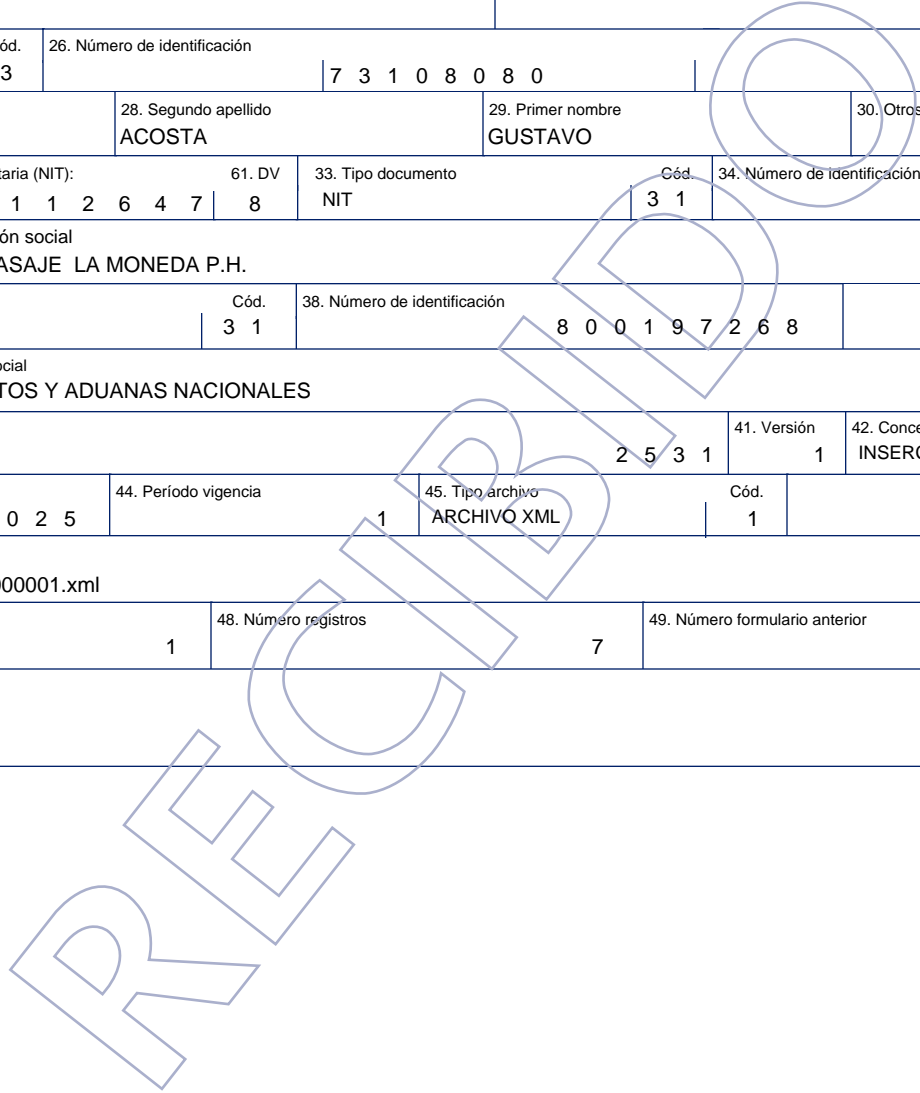 ód. 26. Número de identificación
3 7 3 1 0 8 0 8 0
28. Segundo apellido 29. Primer nombre 30. Otros
ACOSTA GUSTAVO
taria (NIT): 61. DV 33. Tipo documento Cód. 34. Número de identificación
1 1 2 6 4 7 8 NIT 3 1
ón social
ASAJE LA MONEDA P.H.
Cód. 38. Número de identificación
3 1 8 0 0 1 9 7 2 6 8
ocial
TOS Y ADUANAS NACIONALES
41. Versión 42. Conce
2 5 3 1 1 INSERC
44. Período vigencia 45. Tipo archivo Cód.
0 2 5 1 ARCHIVO XML 1
000001.xml
48. Número registros 49. Número formulario anterior
1 7
RECIBIDO